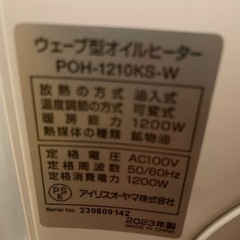 ウェーブ型オイルヒーター
POH-1210KS-W
放熱の方式 油入式
温度調節の方式 可変式
暖房能力 1200W
熱媒体の種類 鉱物油
定格電圧 AC100V
定格周波数 50/60Hz
定格消費電力 1200W
PS
E
アイリスオーヤマ株式会社
Serial No. 230809142
2023年製
MADE IN CHINA